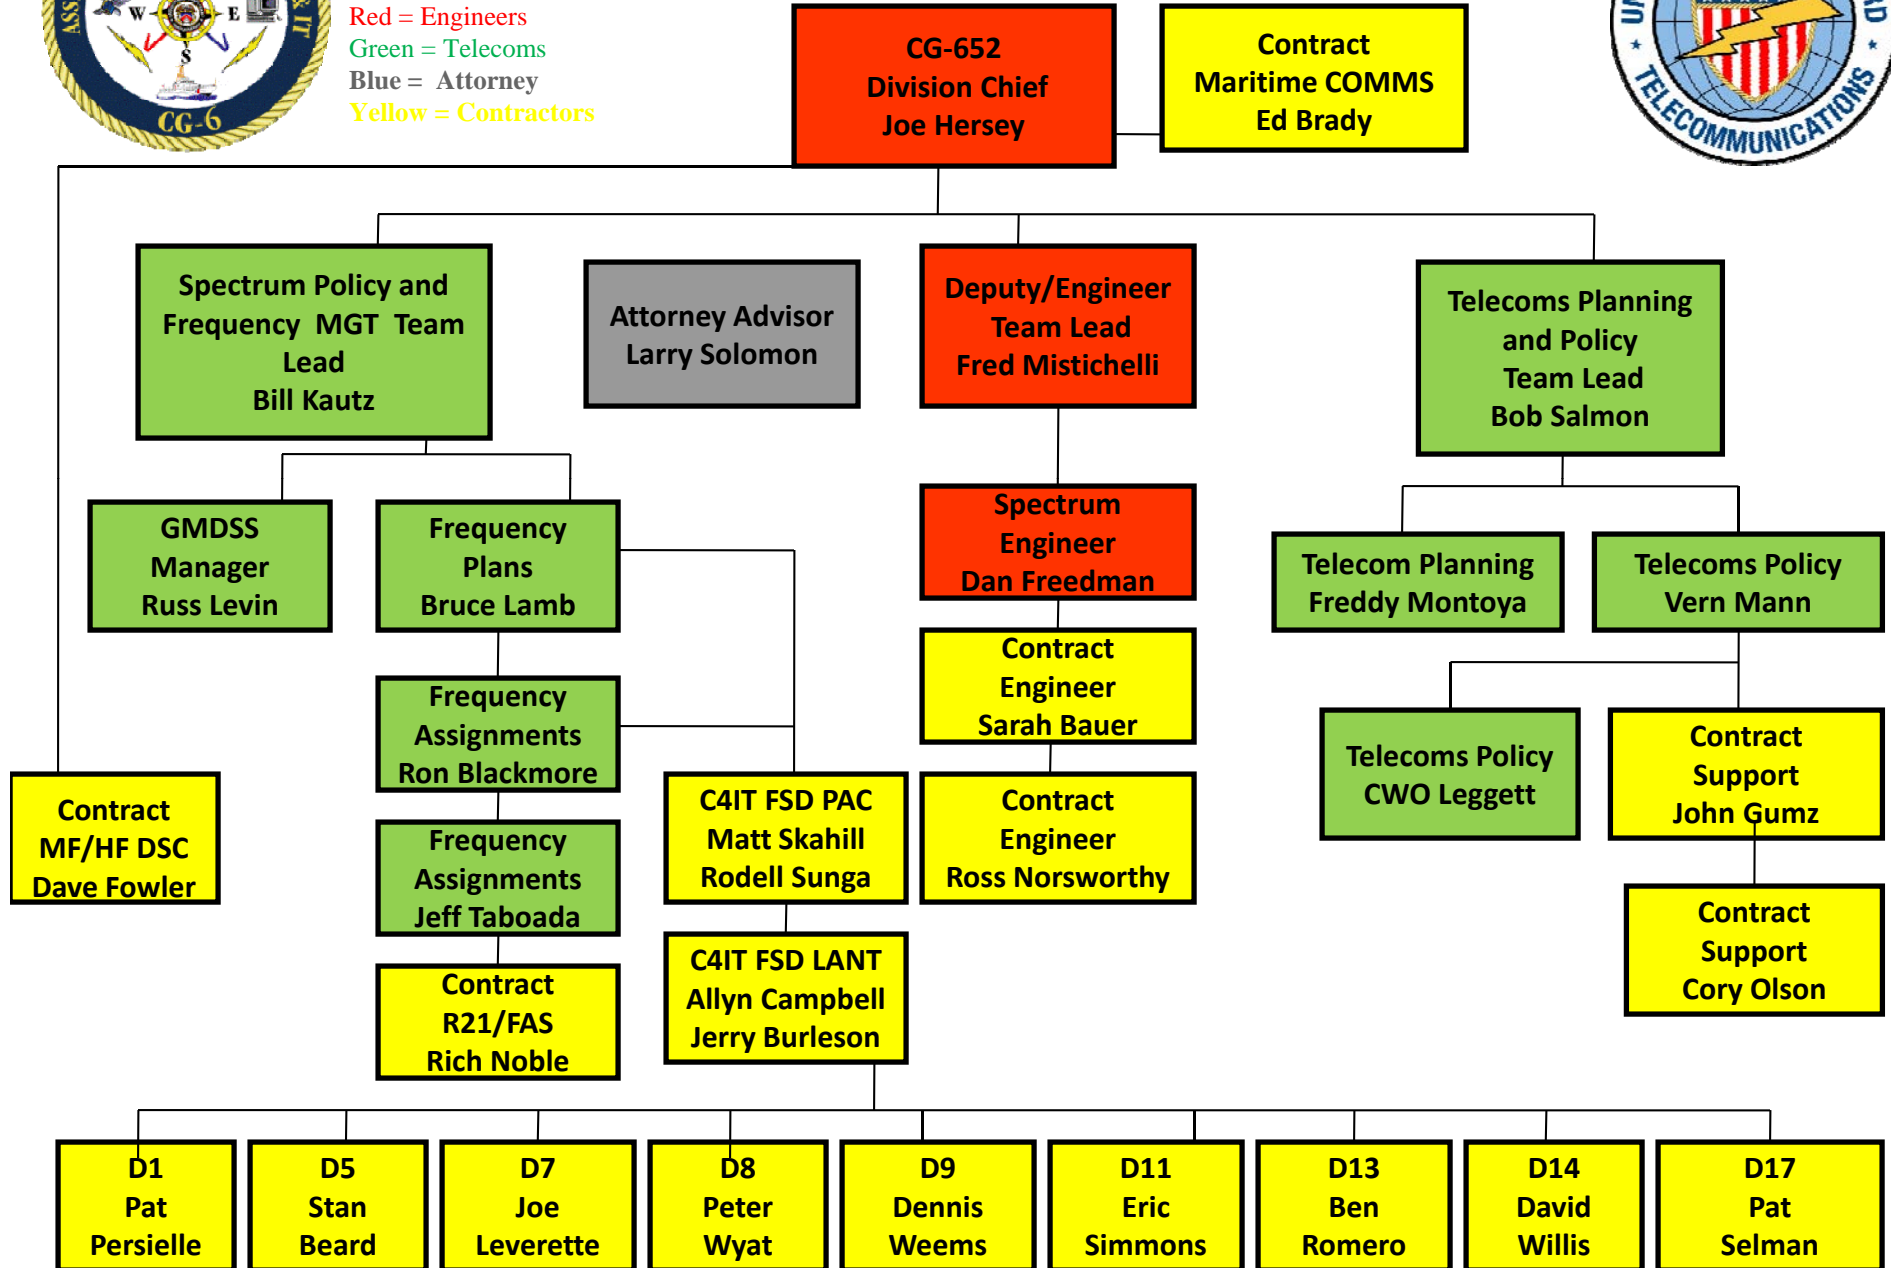 ASS
& IT
W
E
S
CG-6
Red = Engineers
Green = Telecoms
Blue = Attorney
Yellow = Contractors
CG-652
Division Chief
Joe Hersey
Contract
Maritime COMMS
Ed Brady
UN
RD
TELECOMMUNICATIONS
Spectrum Policy and
Frequency MGT Team
Lead
Bill Kautz
Attorney Advisor
Larry Solomon
Deputy/Engineer
Team Lead
Fred Mistichelli
Telecoms Planning
and Policy
Team Lead
Bob Salmon
GMDSS
Manager
Russ Levin
Frequency
Plans
Bruce Lamb
Spectrum
Engineer
Dan Freedman
Telecom Planning
Freddy Montoya
Telecoms Policy
Vern Mann
Contract
Engineer
Sarah Bauer
Frequency
Assignments
Ron Blackmore
Telecoms Policy
CWO Leggett
Contract
Support
John Gumz
Contract
MF/HF DSC
Dave Fowler
Frequency
Assignments
Jeff Taboada
C4IT FSD PAC
Matt Skahill
Rodell Sunga
Contract
Engineer
Ross Norsworthy
Contract
Support
Cory Olson
Contract
R21/FAS
Rich Noble
C4IT FSD LANT
Allyn Campbell
Jerry Burleson
D1
Pat
Persielle
D5
Stan
Beard
D7
Joe
Leverette
D8
Peter
Wyat
D9
Dennis
Weems
D11
Eric
Simmons
D13
Ben
Romero
D14
David
Willis
D17
Pat
Selman